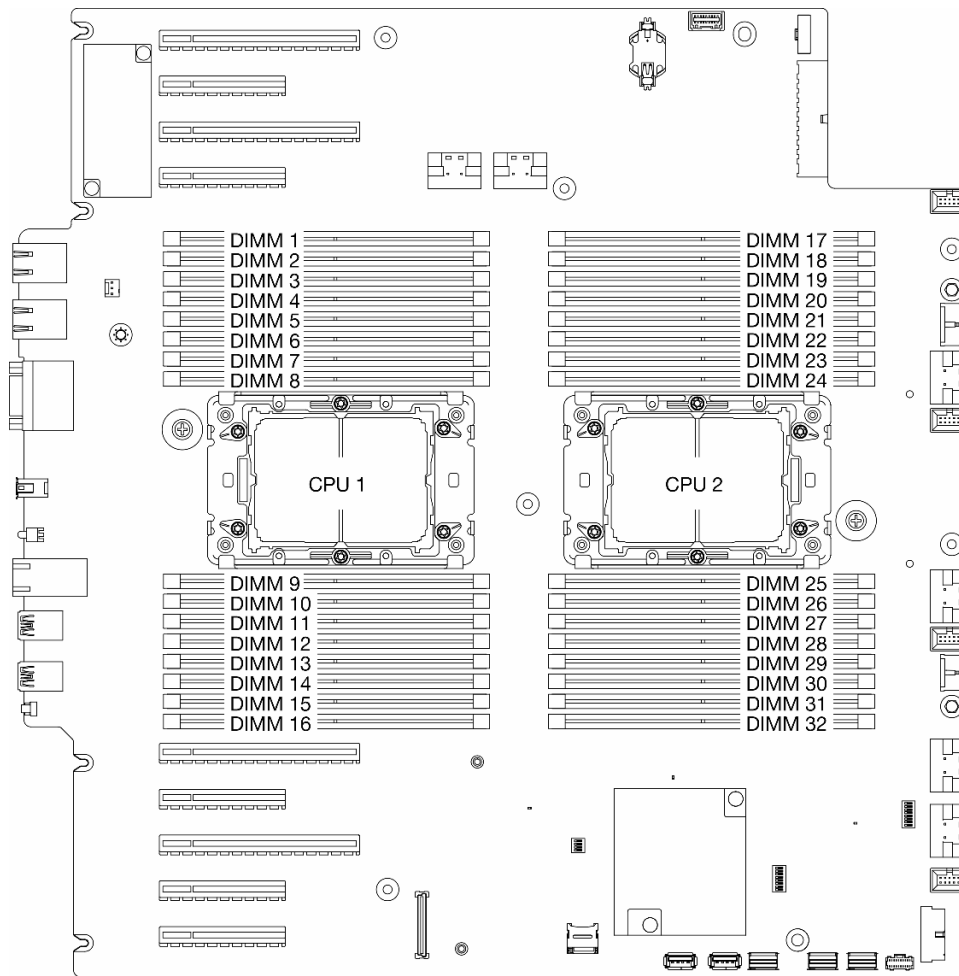 DIMM 1
DIMM 2
DIMM 3
DIMM 4
DIMM 5
DIMM 6
DIMM 7
DIMM 8
DIMM 17
DIMM 18
DIMM 19
DIMM 20
DIMM 21
DIMM 22
DIMM 23
DIMM 24
CPU 1
CPU 2
DIMM 9
DIMM 10
DIMM 11
DIMM 12
DIMM 13
DIMM 14
DIMM 15
DIMM 16
DIMM 25
DIMM 26
DIMM 27
DIMM 28
DIMM 29
DIMM 30
DIMM 31
DIMM 32